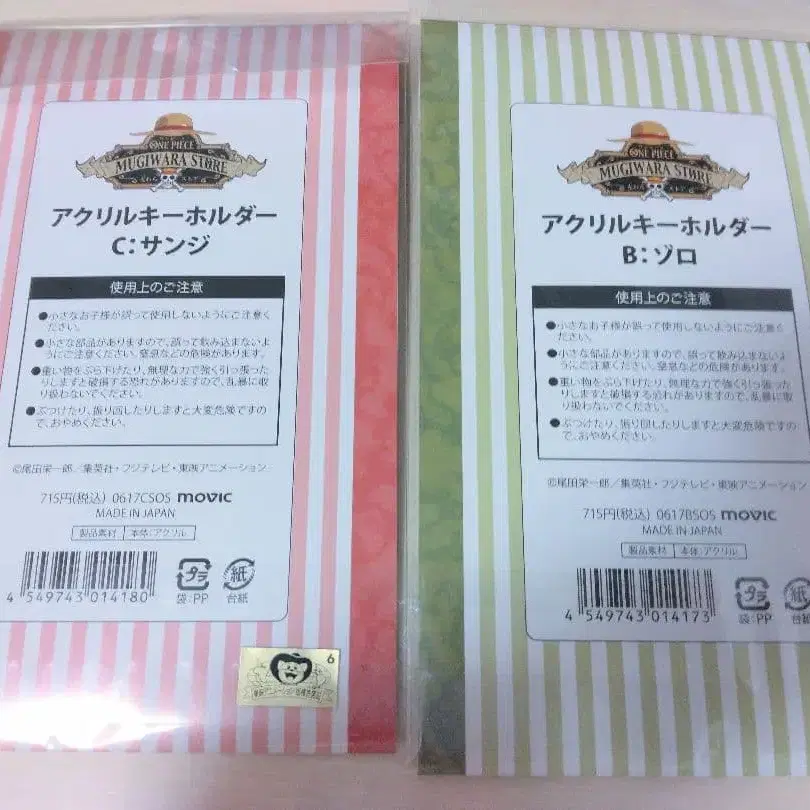 ONE PIECE
MUGIWARA STORE
アクリルキーホルダー
C:サンジ
使用上のご注意
●小さなお子様が誤って使用しないようにご注意く
ださい。
●小さな部品がありますので、誤って飲み込まないよ
うにご注意ください。窒息などの危険があります。
●重い物をぶら下げたり、無理な力で強く引っ張った
りしますと破損する恐れがありますので、乱暴に取
り扱わないでください。
●ぶつけたり、振り回したりしますと大変危険ですの
で、おやめください。
©尾田栄一郎/集英社・フジテレビ・東映アニメーション
715円(税込) 0617CSOS movic
MADE IN JAPAN
製品素材 本体:アクリル
4 549743 014180
プラ
袋:PP
紙
台紙
6
ONE PIECE
MUGIWARA STORE
アクリルキーホルダー
B:ゾロ
使用上のご注意
●小さなお子様が誤って使用しないようにご注意く
ださい。
●小さな部品がありますので、誤って飲み込まないよ
うにご注意ください。窒息などの危険があります。
●重い物をぶら下げたり、無理な力で強く引っ張った
りしますと破損する恐れがありますので、乱暴に取
り扱わないでください。
●ぶつけたり、振り回したりしますと大変危険ですの
で、おやめください。
©尾田栄一郎/集英社・フジテレビ・東映アニメーション
715円(税込) 0617BSOS movic
MADE IN JAPAN
製品素材 本体:アクリル
4 549743 014173
プラ
袋:PP
紙
台紙